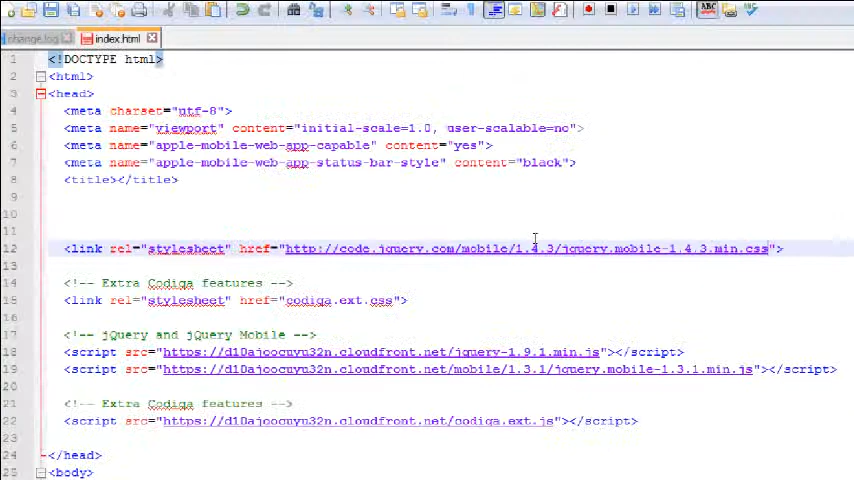 change.log index.html
1 <!DOCTYPE html>
2 <html>
3 <head>
4 <meta charset="utf-8">
5 <meta name="viewport" content="initial-scale=1.0, user-scalable=no">
6 <meta name="apple-mobile-web-app-capable" content="yes">
7 <meta name="apple-mobile-web-app-status-bar-style" content="black">
8 <title></title>
9
10
11
12 <link rel="stylesheet" href="http://code.jquery.com/mobile/1.4.3/jquery.mobile-1.4.3.min.css">
13
14 <!-- Extra Codiqa features -->
15 <link rel="stylesheet" href="codiqa.ext.css">
16
17 <!-- jQuery and jQuery Mobile -->
18 <script src="https://d10ajoocuyu32n.cloudfront.net/jquery-1.9.1.min.js"></script>
19 <script src="https://d10ajoocuyu32n.cloudfront.net/mobile/1.3.1/jquery.mobile-1.3.1.min.js"></script>
20
21 <!-- Extra Codiqa features -->
22 <script src="https://d10ajoocuyu32n.cloudfront.net/codiqa.ext.js"></script>
23
24 </head>
25 <body>